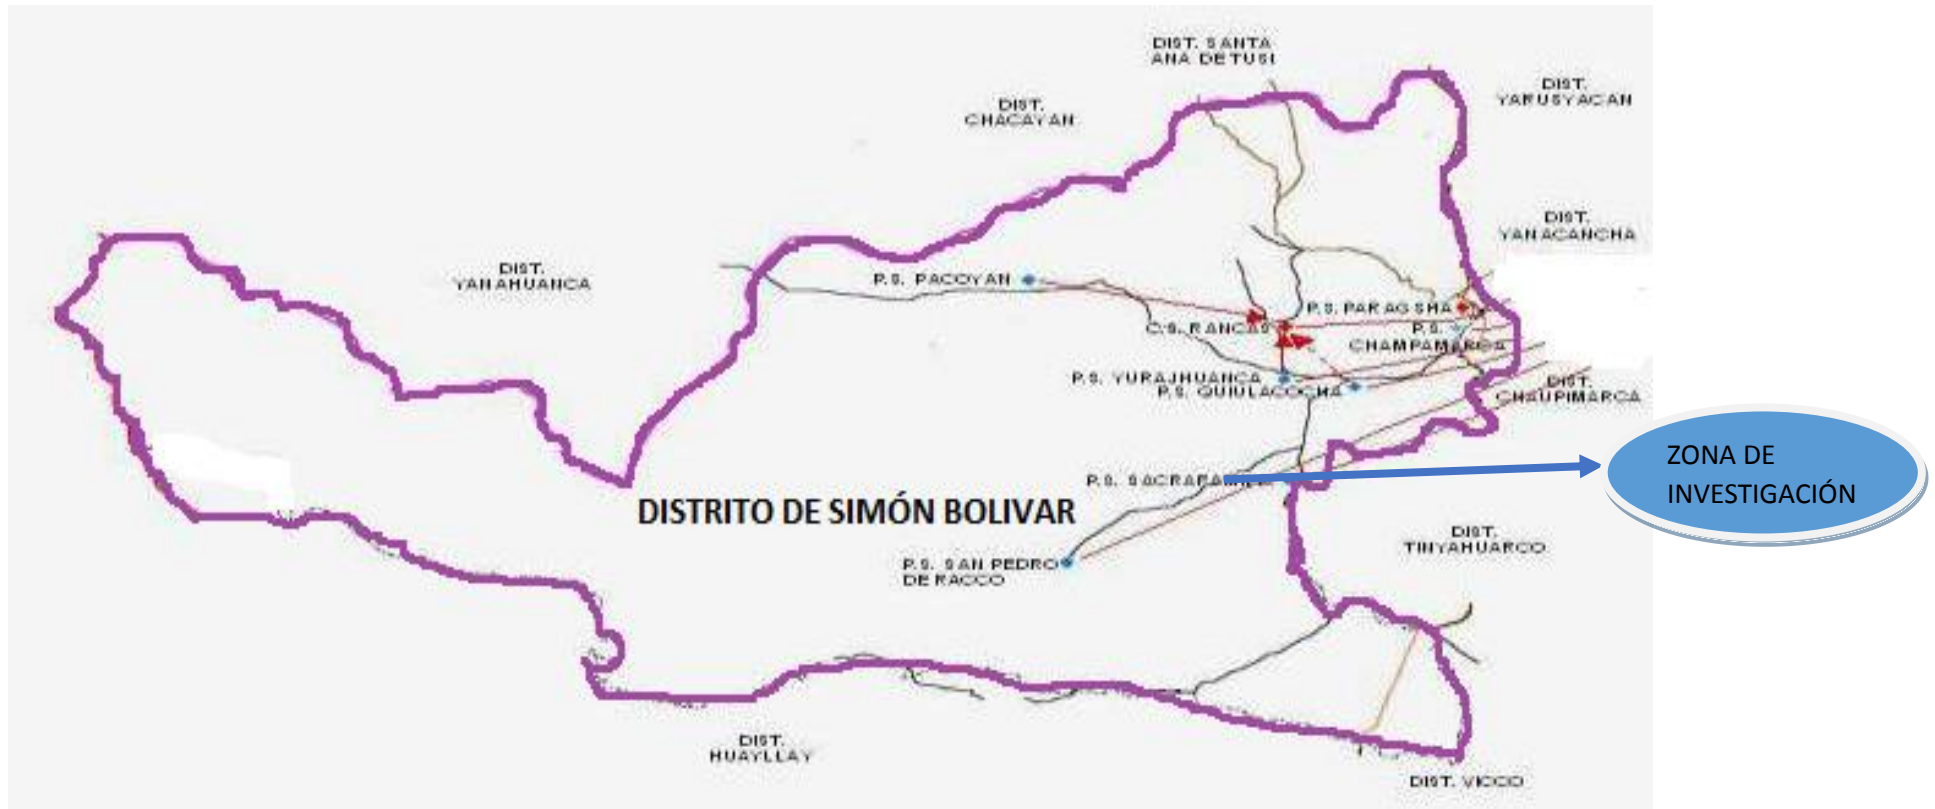 DIST. SANTA
ANA DE TUSI
DIST.
YARUSYACAN
DIST.
CHACAYAN
DIST.
YANACANCHA
DIST.
YANAHUANCA
P.S. PACOYAN
P.S. PARAGSHA
C.S. RANCAS
P.S.
CHAMPAMARCA
P.S. YURAJHUANCA
P.S. QUIULACOCHA
DIST.
CHAUPIMARCA
ZONA DE
INVESTIGACIÓN
P.S.
DISTRITO DE SIMÓN BOLIVAR
DIST.
TINYAHUARCO
P.S. SAN PEDRO
DE RACCO
DIST.
HUAYLLAY
DIST. VICCO